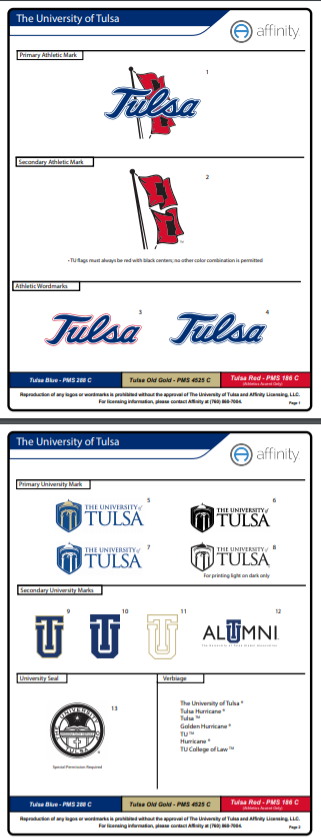 The University of Tulsa
affinity
Primary Athletic Mark
1
Tulsa
Secondary Athletic Mark
2
• TU flags must always be red with black centers; no other color combination is permitted
Athletic Wordmarks
3
4
Tulsa
Tulsa
Tulsa Blue - PMS 288 C
Tulsa Old Gold - PMS 4525 C
Tulsa Red - PMS 186 C
(Athletics Accent Only)
Reproduction of any logos or wordmarks is prohibited without the approval of The University of Tulsa and Affinity Licensing, LLC.
For licensing information, please contact Affinity at (760) 860-7004.
Page 1
The University of Tulsa
affinity
Primary University Mark
5
6
THE UNIVERSITY of
TULSA
THE UNIVERSITY of
TULSA
7
8
THE UNIVERSITY of
TULSA
THE UNIVERSITY of
TULSA
For printing light on dark only
Secondary University Marks
9
10
11
12
TU
TU
TU
ALUMNI
University Seal
Verbiage
13
UNIVERSITY
TULSA
Special Permission Required
The University of Tulsa ®
Tulsa Hurricane ®
Tulsa ™
Golden Hurricane ®
TU ™
Hurricane ®
TU College of Law ™
Tulsa Blue - PMS 288 C
Tulsa Old Gold - PMS 4525 C
Tulsa Red - PMS 186 C
(Athletics Accent Only)
Reproduction of any logos or wordmarks is prohibited without the approval of The University of Tulsa and Affinity Licensing, LLC.
For licensing information, please contact Affinity at (760) 860-7004.
Page 2